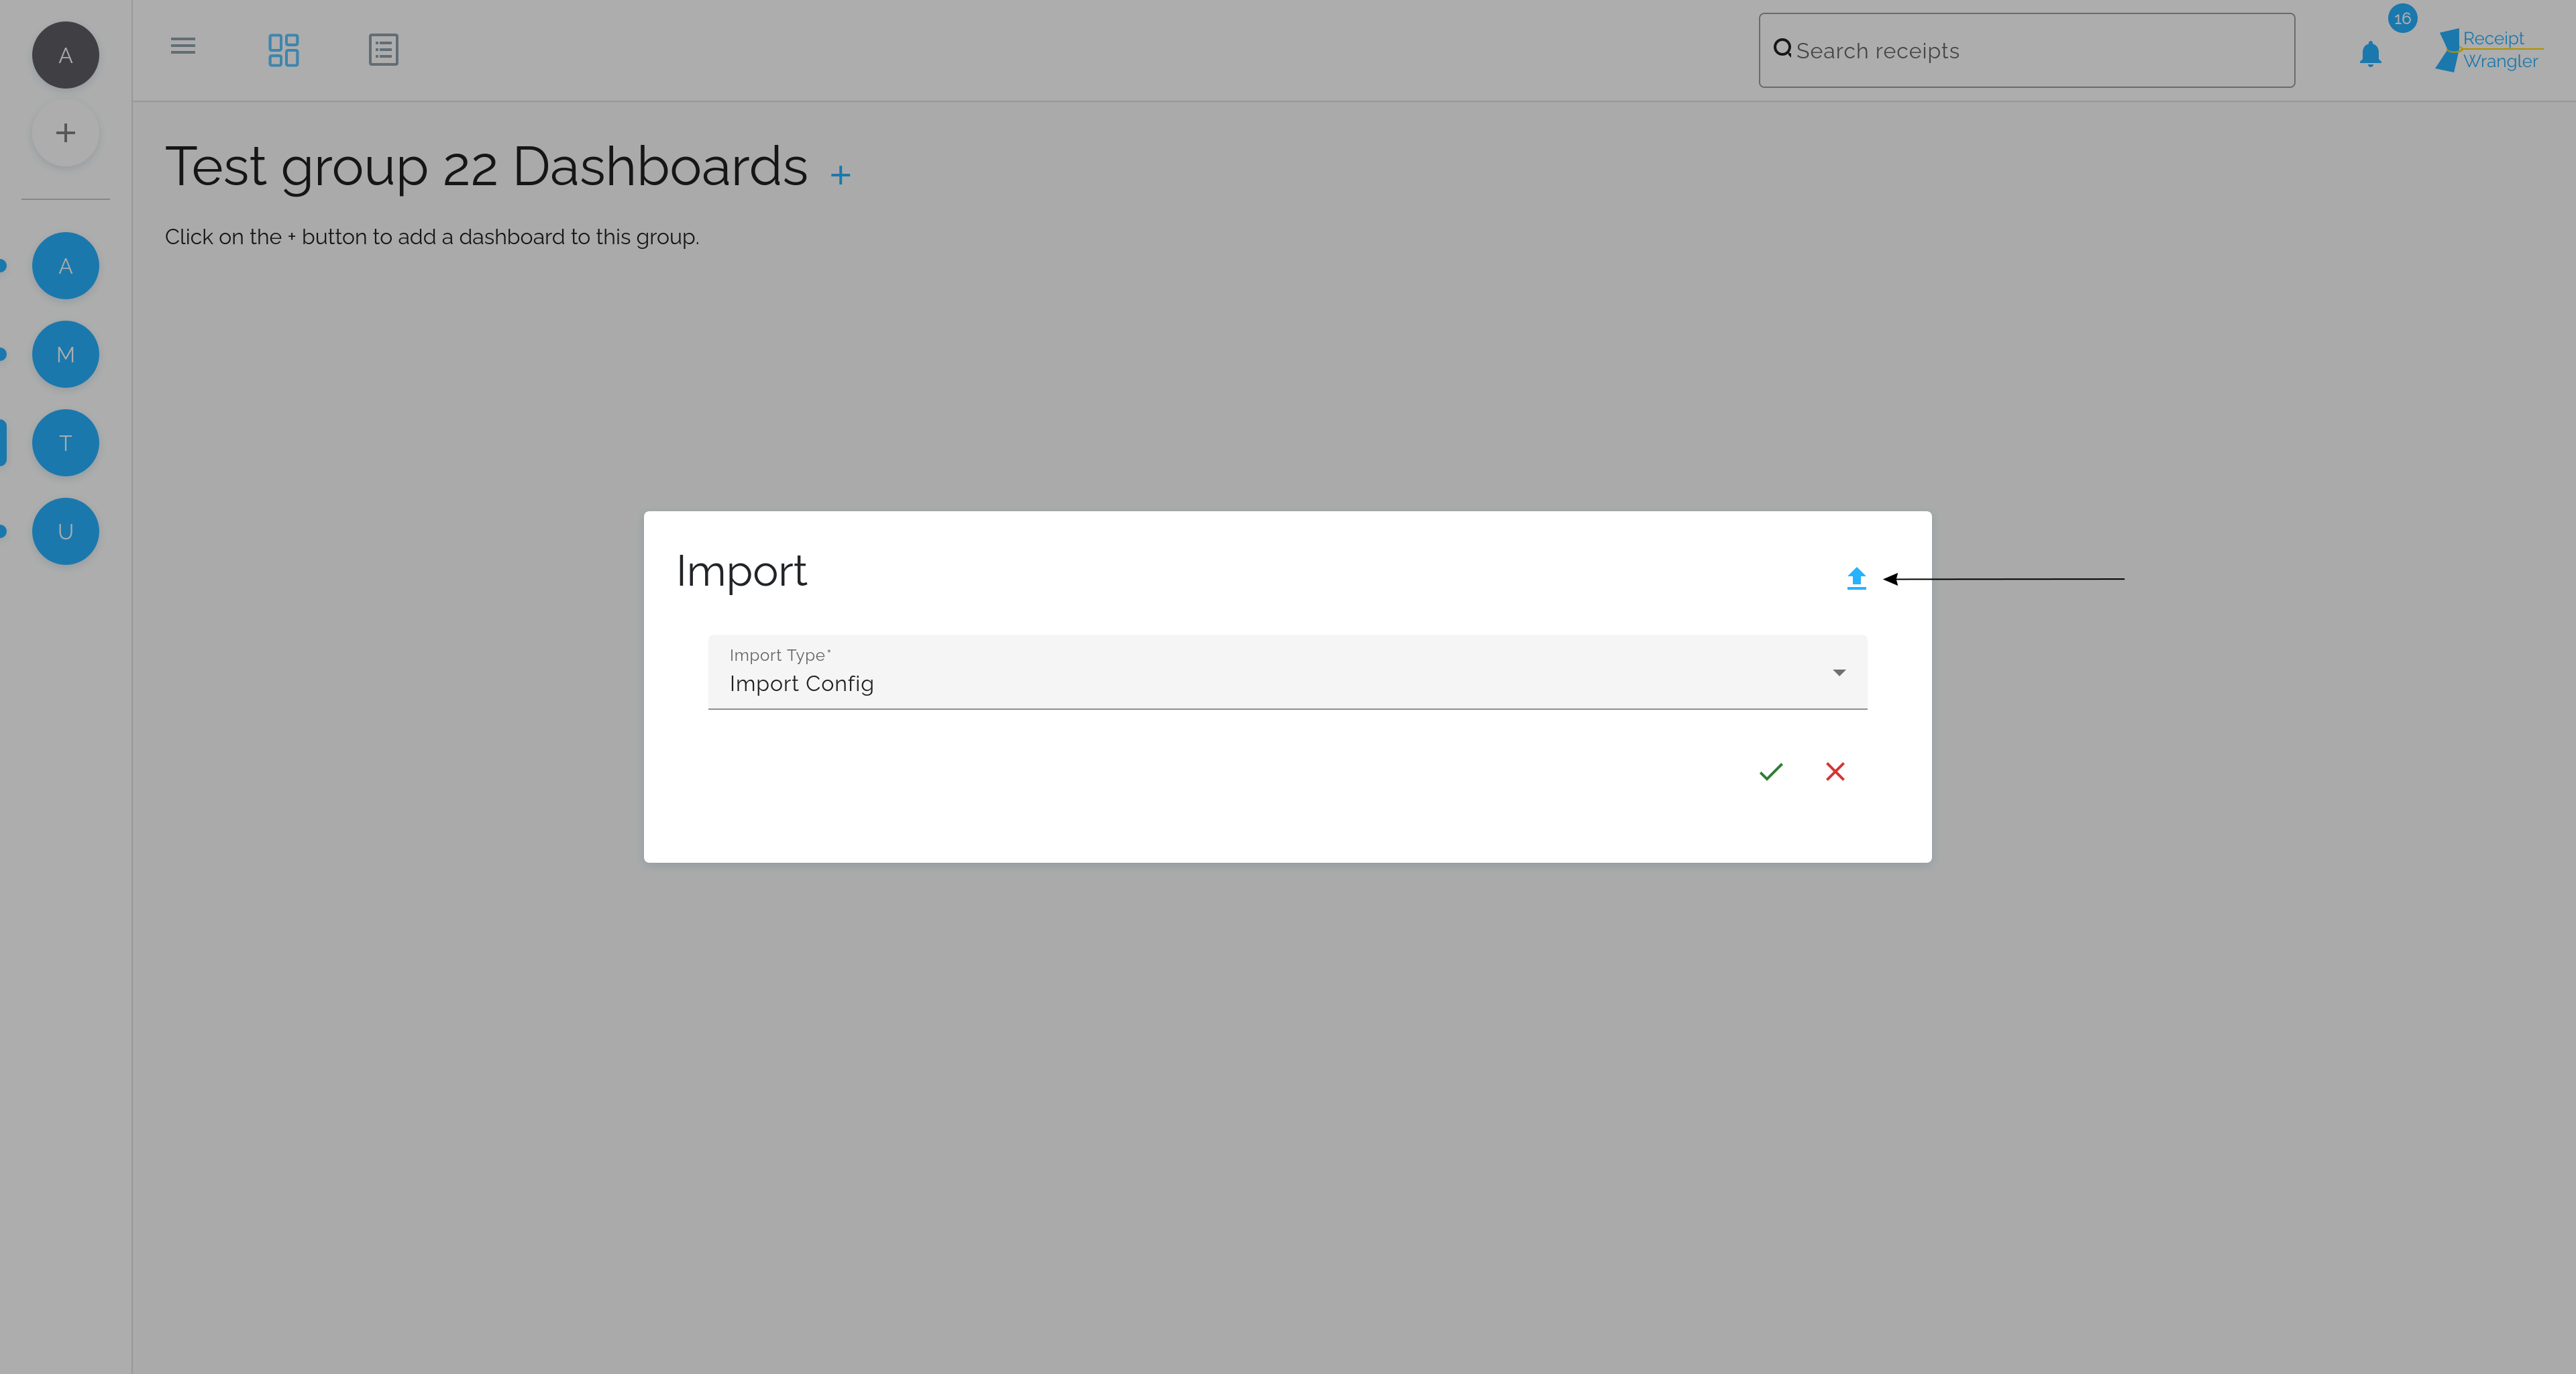 A
Search receipts
16
Receipt
Wrangler
Test group 22 Dashboards +
Click on the + button to add a dashboard to this group.
A
M
T
U
Import
Import Type*
Import Config